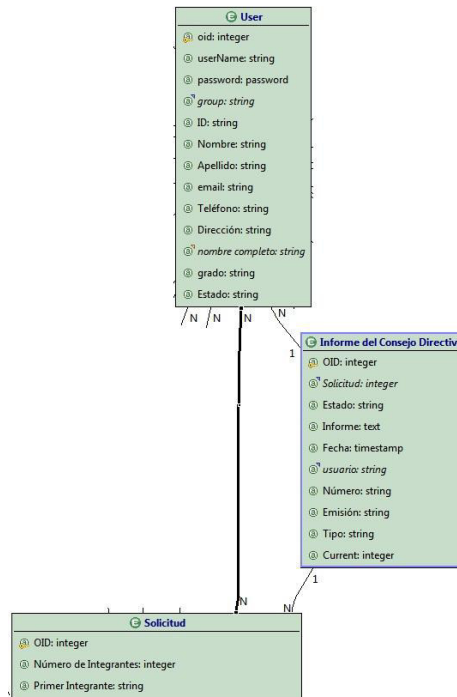 User
oid: integer
userName: string
password: password
group: string
ID: string
Nombre: string
Apellido: string
email: string
Teléfono: string
Dirección: string
nombre completo: string
grado: string
Estado: string
N N N N
1
Informe del Consejo Directiv
OID: integer
Solicitud: integer
Estado: string
Informe: text
Fecha: timestamp
usuario: string
Número: string
Emisión: string
Tipo: string
Current: integer
1
N N
Solicitud
OID: integer
Número de Integrantes: integer
Primer Integrante: string